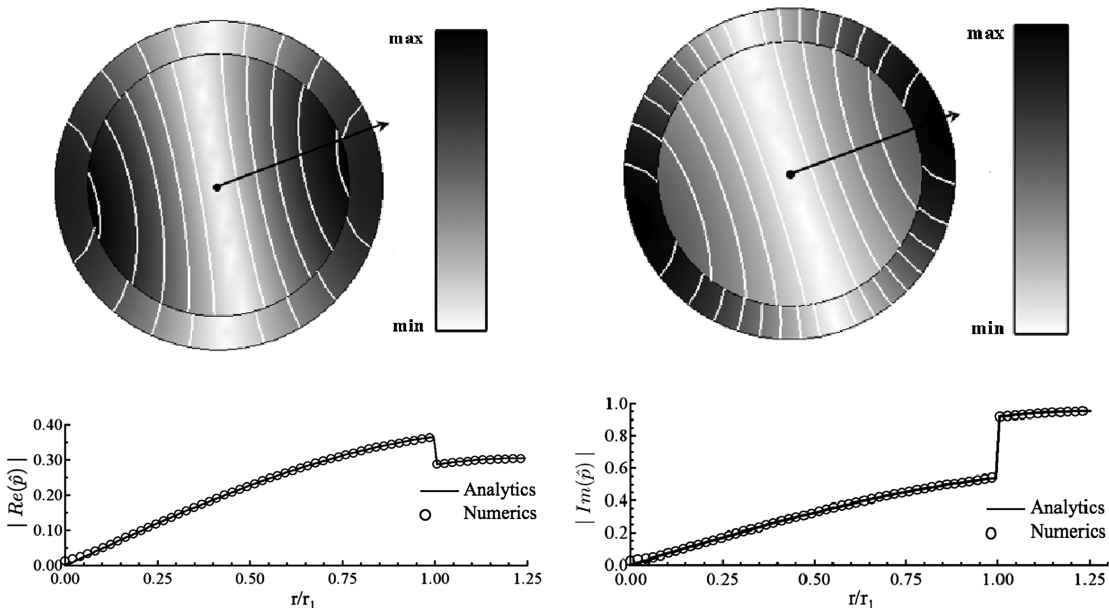 max
min
max
min
| Re(p̂) |
0.40
0.30
0.20
0.10
0.00
Analytics
Numerics
0.00 0.25 0.50 0.75 1.00 1.25
r/r₁
| Im(p̂) |
1.0
0.8
0.6
0.4
0.2
0
Analytics
Numerics
0.00 0.25 0.50 0.75 1.00 1.25
r/r₁